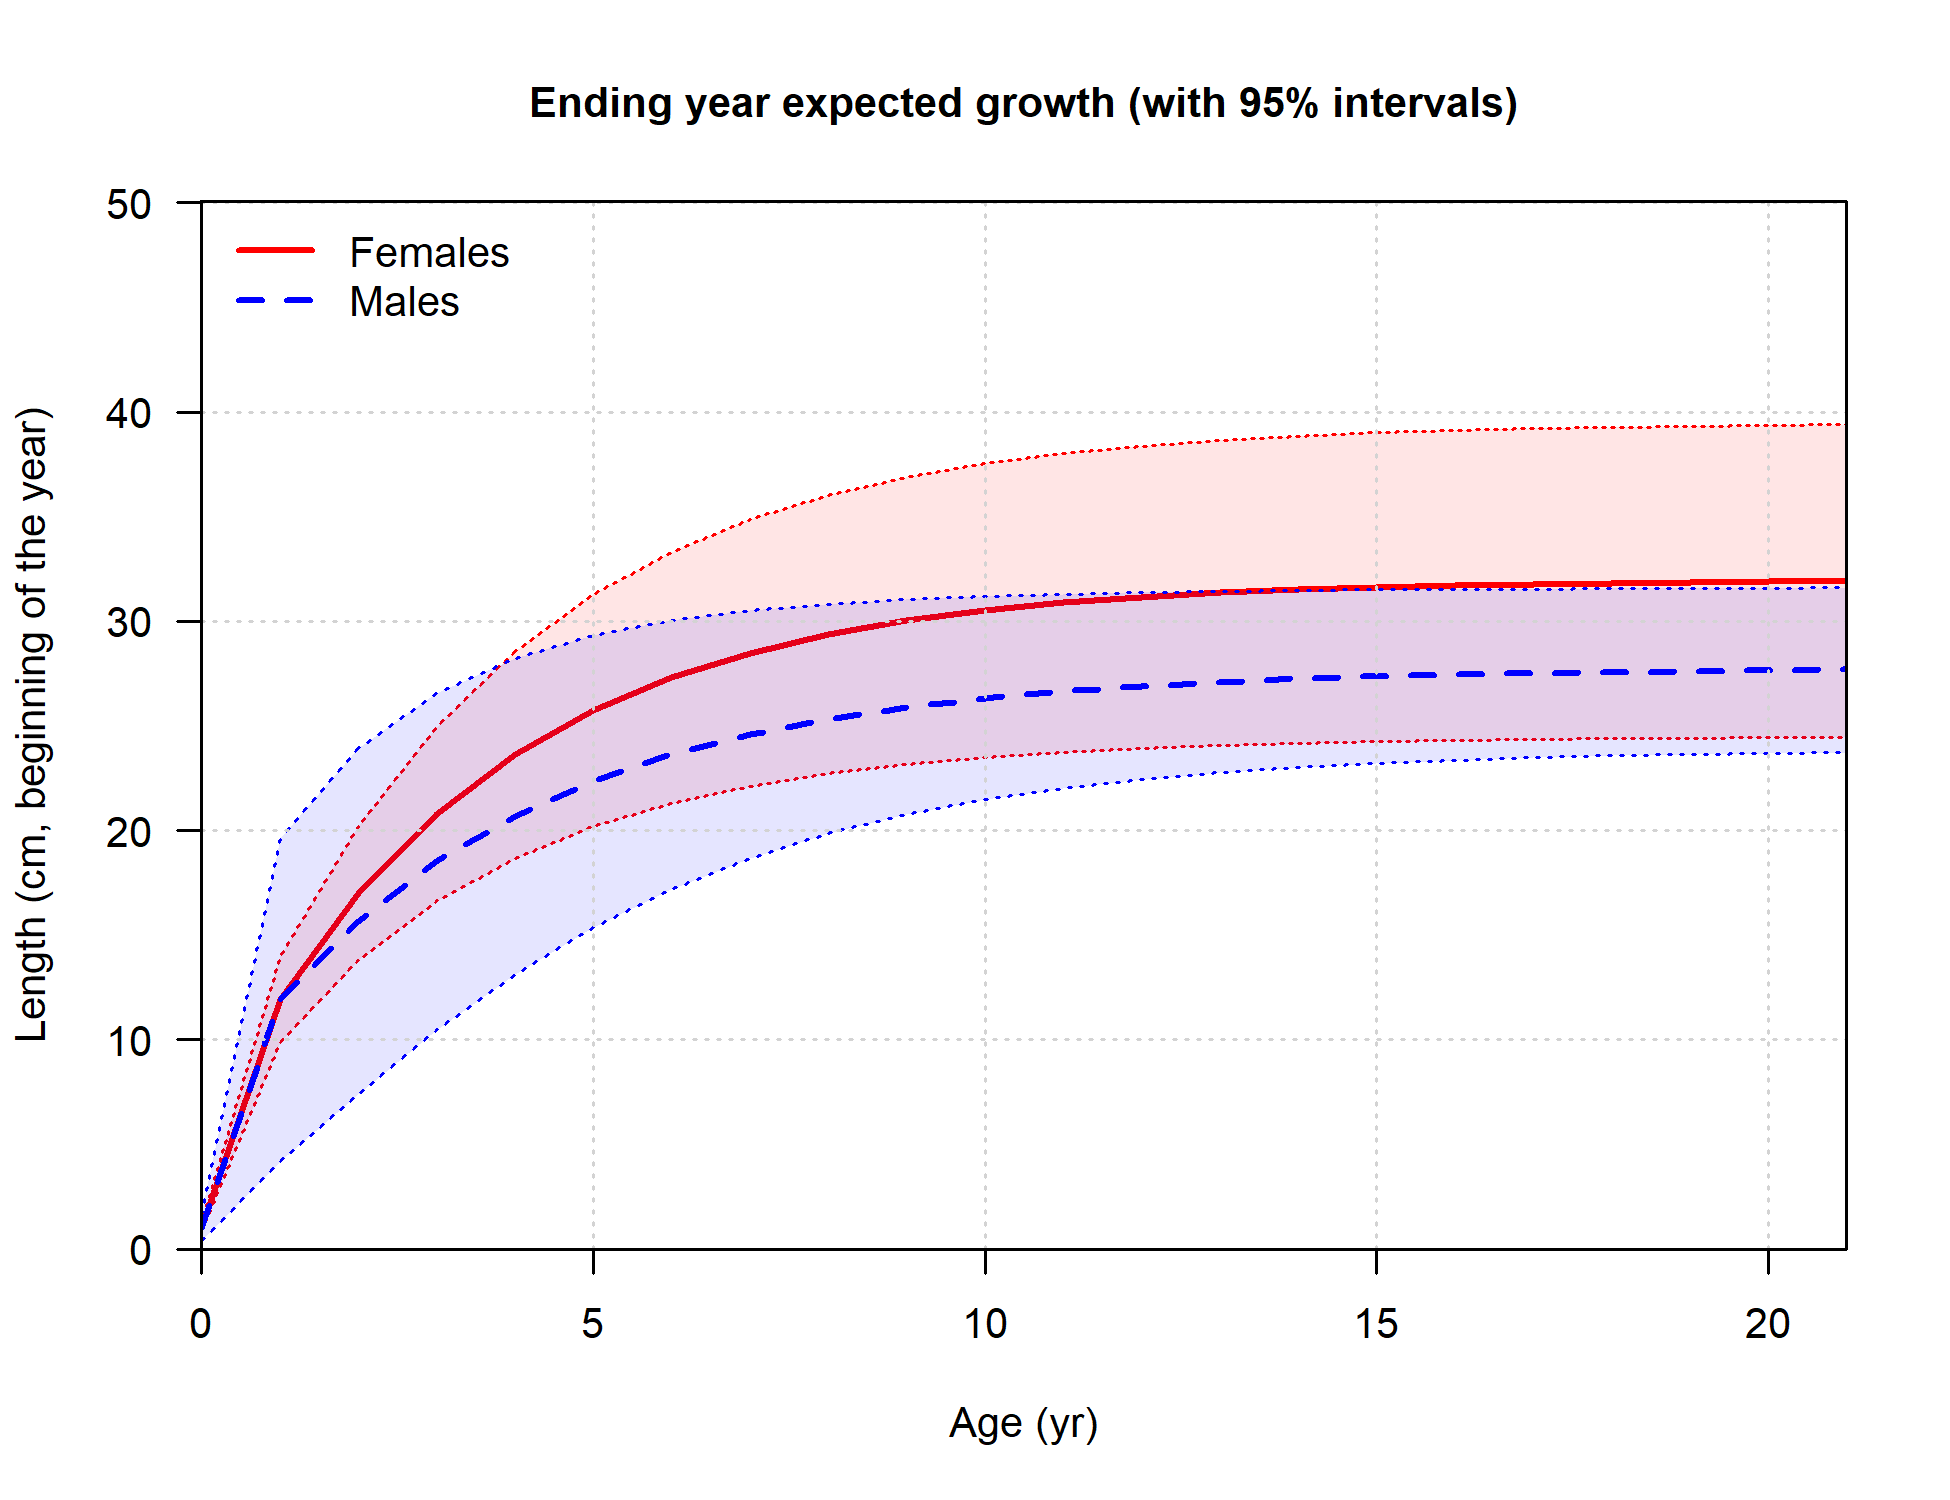 Ending year expected growth (with 95% intervals)
50
Females
Males
40
30
20
10
0
Length (cm, beginning of the year)
0 5 10 15 20
Age (yr)